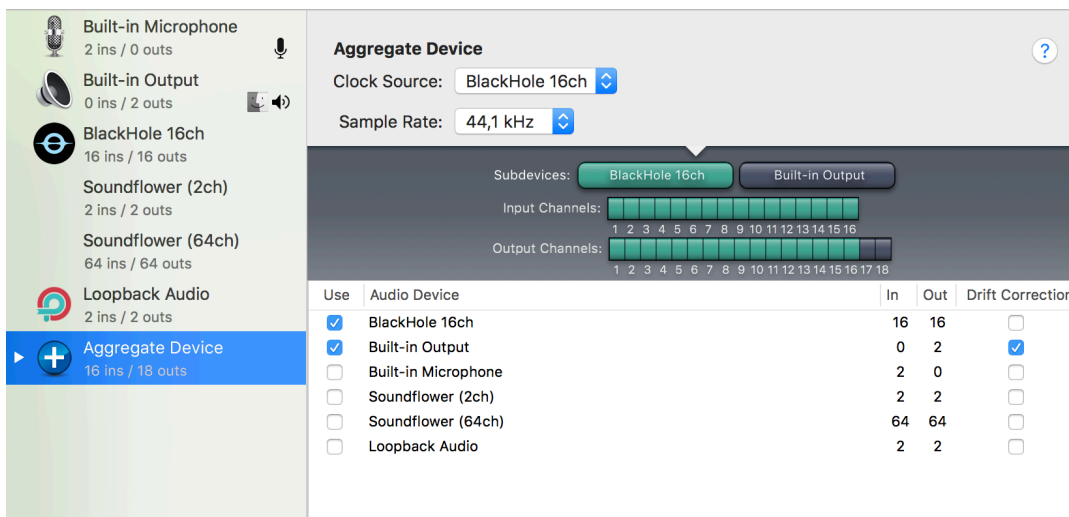 Built-in Microphone
2 ins / 0 outs
Built-in Output
0 ins / 2 outs
BlackHole 16ch
16 ins / 16 outs
Soundflower (2ch)
2 ins / 2 outs
Soundflower (64ch)
64 ins / 64 outs
Loopback Audio
2 ins / 2 outs
Aggregate Device
16 ins / 18 outs
Aggregate Device
?
Clock Source: BlackHole 16ch
Sample Rate: 44,1 kHz
Subdevices: BlackHole 16ch Built-in Output
Input Channels:
1 2 3 4 5 6 7 8 9 10 11 12 13 14 15 16
Output Channels:
1 2 3 4 5 6 7 8 9 10 11 12 13 14 15 16 17 18
Use Audio Device In Out Drift Correction
BlackHole 16ch 16 16
Built-in Output 0 2
Built-in Microphone 2 0
Soundflower (2ch) 2 2
Soundflower (64ch) 64 64
Loopback Audio 2 2